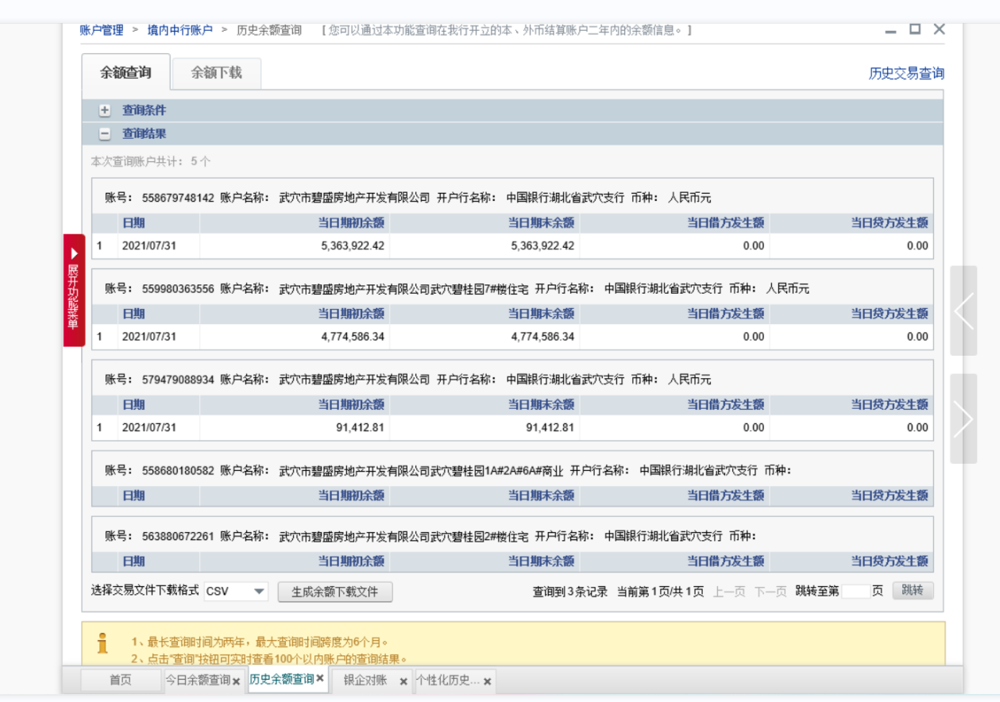 账户管理 > 境内中行账户 > 历史余额查询 [ 您可以通过本功能查询在我行开立的本、外币结算账户二年内的余额信息。 ]
余额查询 余额下载 历史交易查询
查询条件
查询结果
本次查询账户共计： 5 个
账号： 558679748142 账户名称： 武穴市碧盛房地产开发有限公司 开户行名称： 中国银行湖北省武穴支行 币种： 人民币元
日期 当日期初余额 当日期末余额 当日借方发生额 当日贷方发生额
1 2021/07/31 5,363,922.42 5,363,922.42 0.00 0.00
账号： 559980363556 账户名称： 武穴市碧盛房地产开发有限公司武穴碧桂园7#楼住宅 开户行名称： 中国银行湖北省武穴支行 币种： 人民币元
日期 当日期初余额 当日期末余额 当日借方发生额 当日贷方发生额
1 2021/07/31 4,774,586.34 4,774,586.34 0.00 0.00
账号： 579479088934 账户名称： 武穴市碧盛房地产开发有限公司 开户行名称： 中国银行湖北省武穴支行 币种： 人民币元
日期 当日期初余额 当日期末余额 当日借方发生额 当日贷方发生额
1 2021/07/31 91,412.81 91,412.81 0.00 0.00
账号： 558680180582 账户名称： 武穴市碧盛房地产开发有限公司武穴碧桂园1A#2A#6A#商业 开户行名称： 中国银行湖北省武穴支行 币种：
日期 当日期初余额 当日期末余额 当日借方发生额 当日贷方发生额
账号： 563880672261 账户名称： 武穴市碧盛房地产开发有限公司武穴碧桂园2#楼住宅 开户行名称： 中国银行湖北省武穴支行 币种：
日期 当日期初余额 当日期末余额 当日借方发生额 当日贷方发生额
选择交易文件下载格式 CSV 生成余额下载文件 查询到 3 条记录 当前第 1 页/共 1 页 上一页 下一页 跳转至第 页 跳转
展开功能菜单
1、最长查询时间为两年，最大查询时间跨度为6个月。
2、点击“查询”按钮可实时查看100个以内账户的查询结果。
首页 今日余额查询 历史余额查询 银企对账 个性化历史...